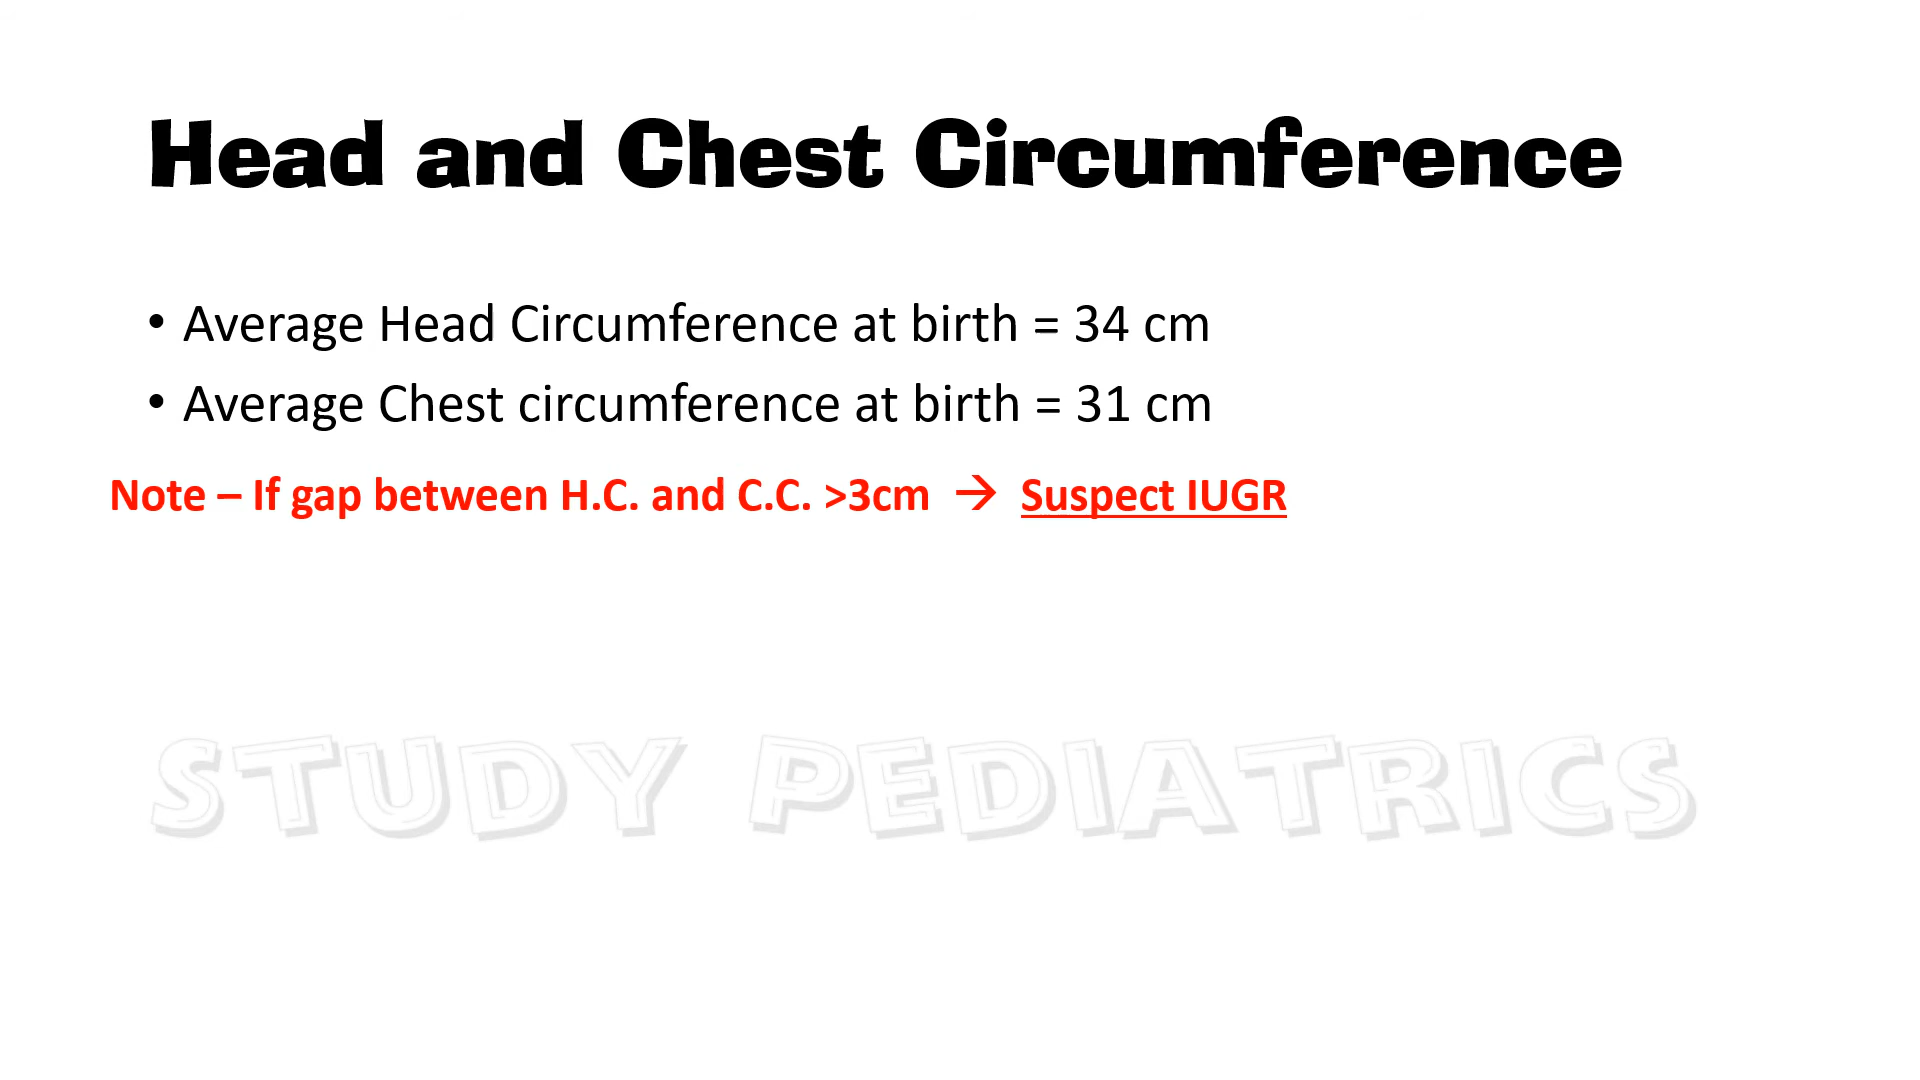 Head and Chest Circumference
• Average Head Circumference at birth = 34 cm
• Average Chest circumference at birth = 31 cm
Note – If gap between H.C. and C.C. >3cm → Suspect IUGR
STUDY PEDIATRICS